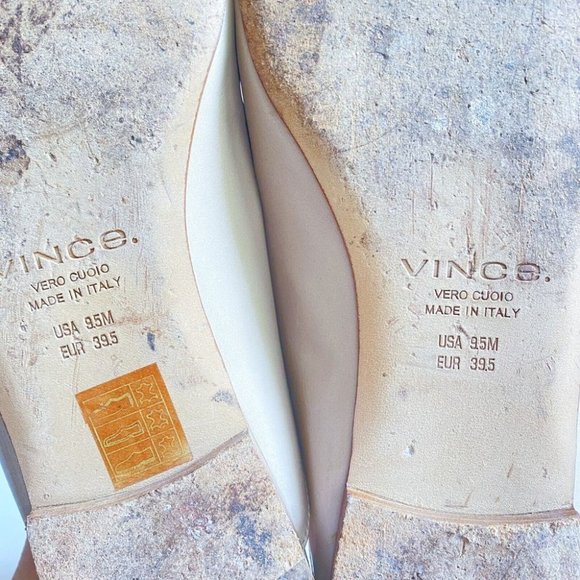 VINCE.
VERO CUOIO
MADE IN ITALY
USA 9.5M
EUR 39.5
VINCE.
VERO CUOIO
MADE IN ITALY
USA 9.5M
EUR 39.5